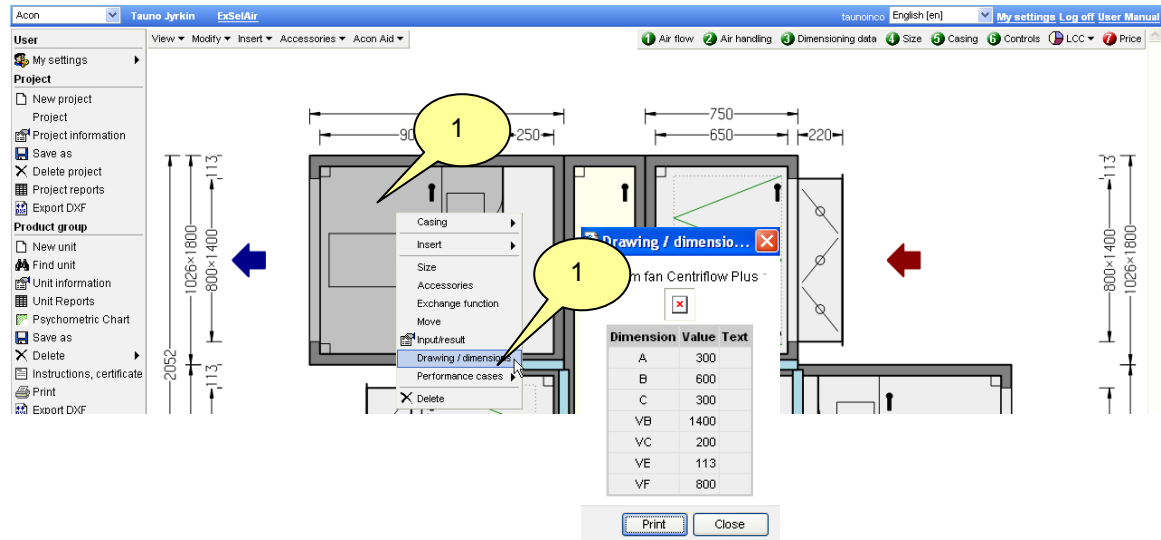 Acon Tauno Jyrkin ExSelAir taunoinco English [en] My settings Log off User Manual
User
My settings
Project
New project
Project
Project information
Save as
Delete project
Project reports
Export DXF
Product group
New unit
Find unit
Unit information
Unit Reports
Psychometric Chart
Save as
Delete
Instructions, certificate
Print
Export DXF
View Modify Insert Accessories Acon Aid
1 Air flow 2 Air handling 3 Dimensioning data 4 Size 5 Casing 6 Controls LCC 7 Price
1
250
750
650
220
113
1026×1800
800×1400
2052
113
113
800×1400
1026×1800
Casing
Insert
Size
Accessories
Exchange function
Move
Input/result
Drawing / dimensions
Performance cases
Delete
1
Drawing / dimensio...
fan Centriflow Plus
Dimension Value Text
A 300
B 600
C 300
VB 1400
VC 200
VE 113
VF 800
Print Close